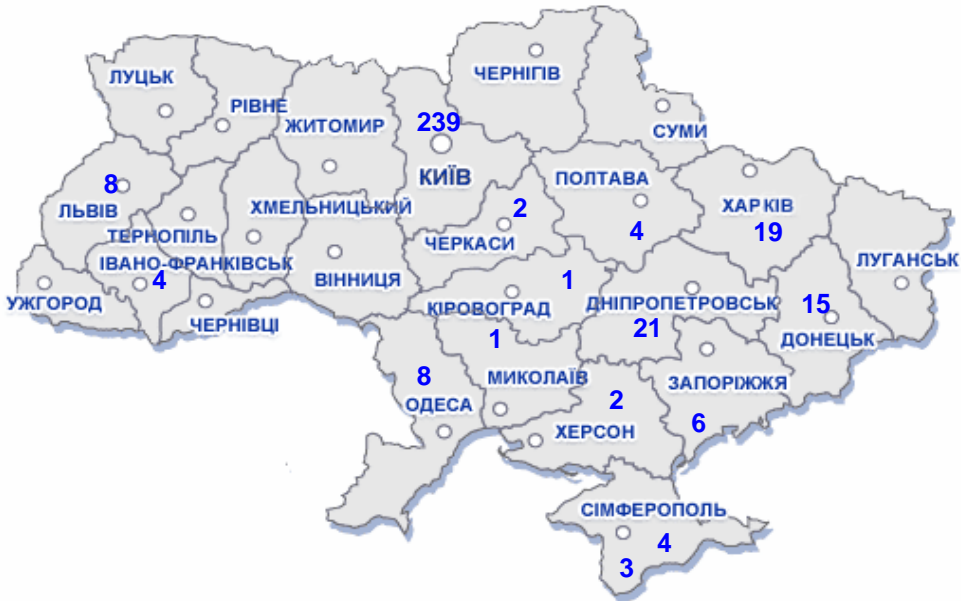 ЧЕРНІГІВ
ЛУЦЬК
РІВНЕ
ЖИТОМИР
239
СУМИ
КИЇВ
ПОЛТАВА
8
ЛЬВІВ
ХМЕЛЬНИЦЬКИЙ
2
ЧЕРКАСИ
4
ХАРКІВ
19
ТЕРНОПІЛЬ
ІВАНО-ФРАНКІВСЬК
4
ВІННИЦЯ
ЛУГАНСЬК
УЖГОРОД
ЧЕРНІВЦІ
1
КІРОВОГРАД
ДНІПРОПЕТРОВСЬК
21
15
ДОНЕЦЬК
1
МИКОЛАЇВ
8
ОДЕСА
ЗАПОРІЖЖЯ
6
2
ХЕРСОН
СІМФЕРОПОЛЬ
4
3